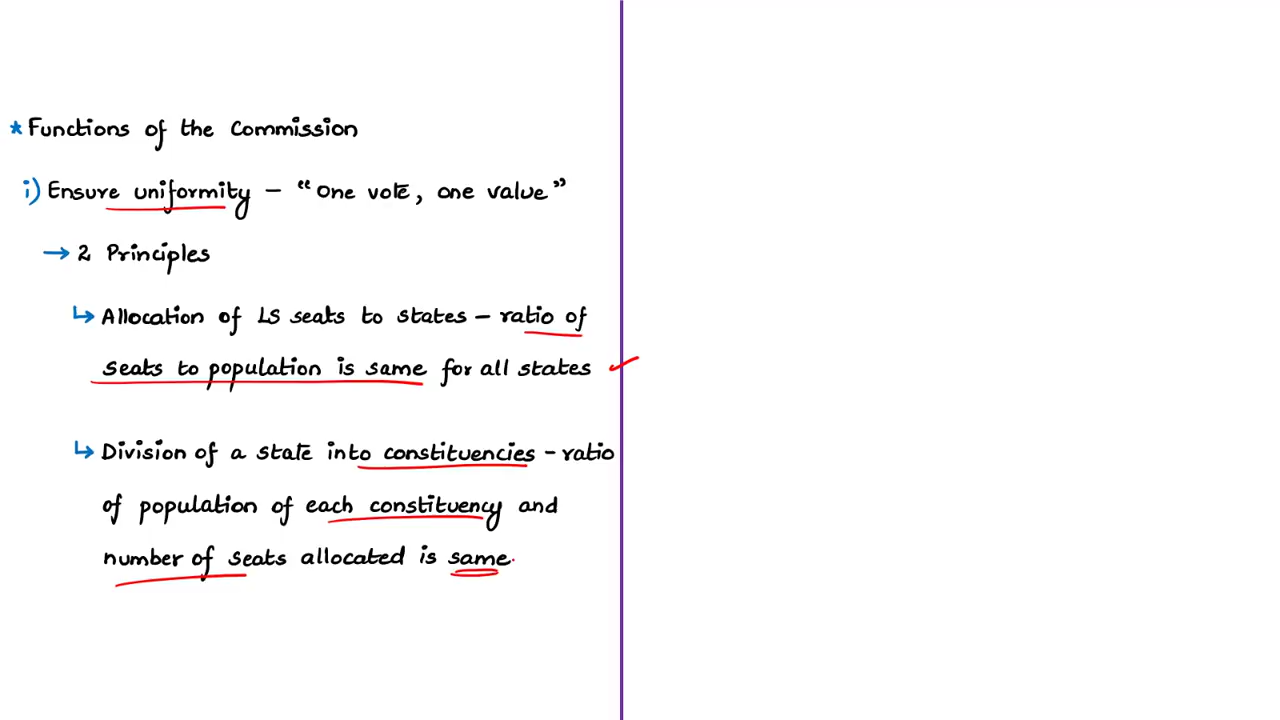 * Functions of the Commission
i) Ensure uniformity – “One vote, one value”
→ 2 Principles
↳ Allocation of LS seats to states – ratio of
seats to population is same for all states ✓
↳ Division of a state into constituencies – ratio
of population of each constituency and
number of seats allocated is same.